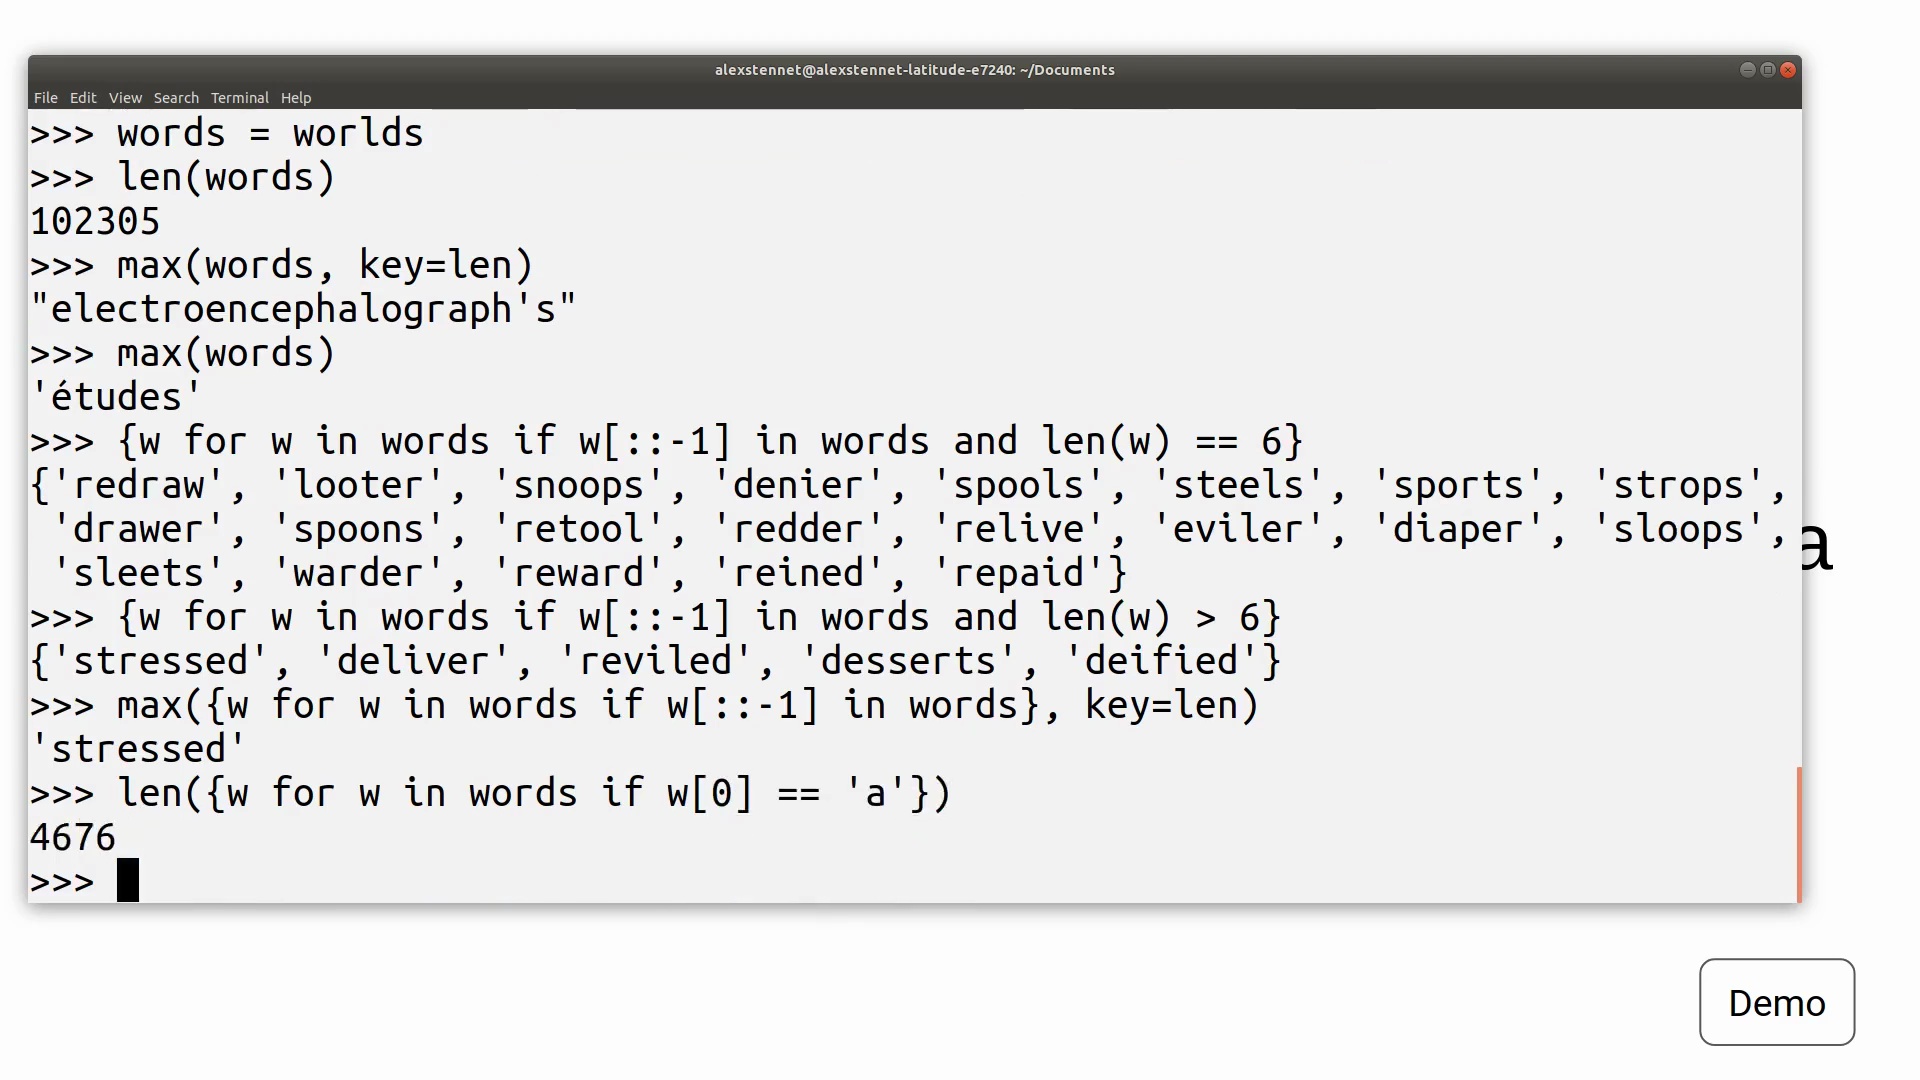 alexstennet@alexstennet-latitude-e7240: ~/Documents
File Edit View Search Terminal Help
>>> words = worlds
>>> len(words)
102305
>>> max(words, key=len)
"electroencephalograph's"
>>> max(words)
'études'
>>> {w for w in words if w[::-1] in words and len(w) == 6}
{'redraw', 'looter', 'snoops', 'denier', 'spools', 'steels', 'sports', 'strops',
'drawer', 'spoons', 'retool', 'redder', 'relive', 'eviler', 'diaper', 'sloops',
a
'sleets', 'warder', 'reward', 'reined', 'repaid'}
>>> {w for w in words if w[::-1] in words and len(w) > 6}
{'stressed', 'deliver', 'reviled', 'desserts', 'deified'}
>>> max({w for w in words if w[::-1] in words}, key=len)
'stressed'
>>> len({w for w in words if w[0] == 'a'})
4676
>>>
Demo